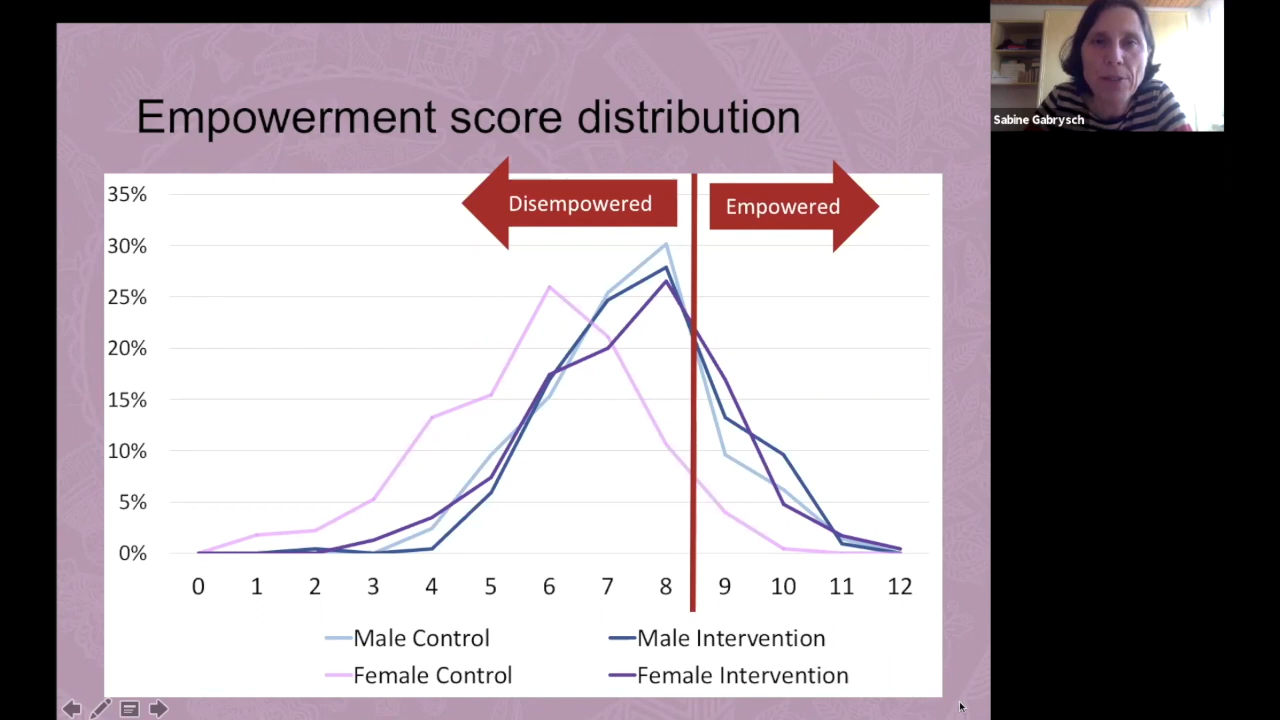 Empowerment score distribution
Sabine Gabrysch
Disempowered
Empowered
35%
30%
25%
20%
15%
10%
5%
0%
0 1 2 3 4 5 6 7 8 9 10 11 12
Male Control Male Intervention
Female Control Female Intervention